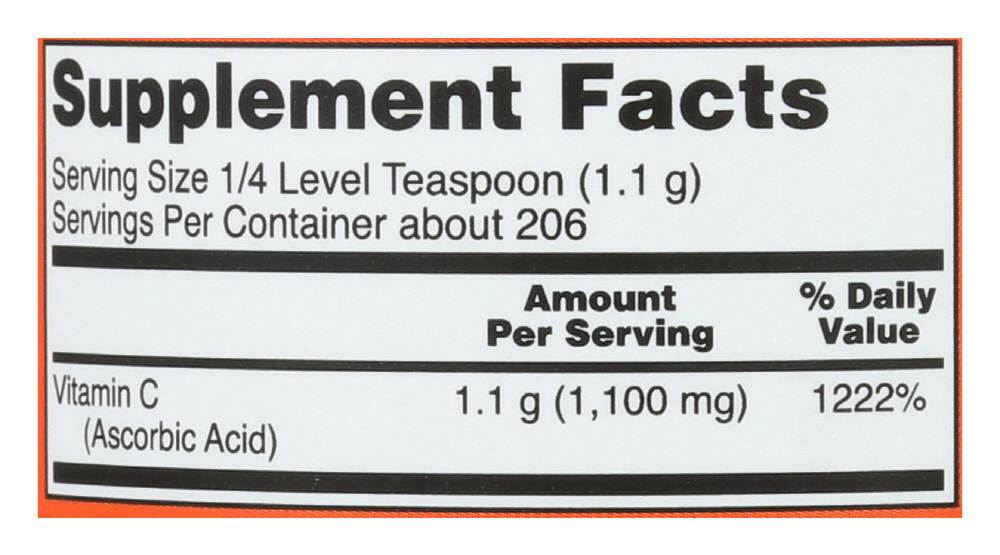 Supplement Facts
Serving Size 1/4 Level Teaspoon (1.1 g)
Servings Per Container about 206
Amount Per Serving
% Daily Value
Vitamin C 1.1 g (1,100 mg) 1222%
(Ascorbic Acid)